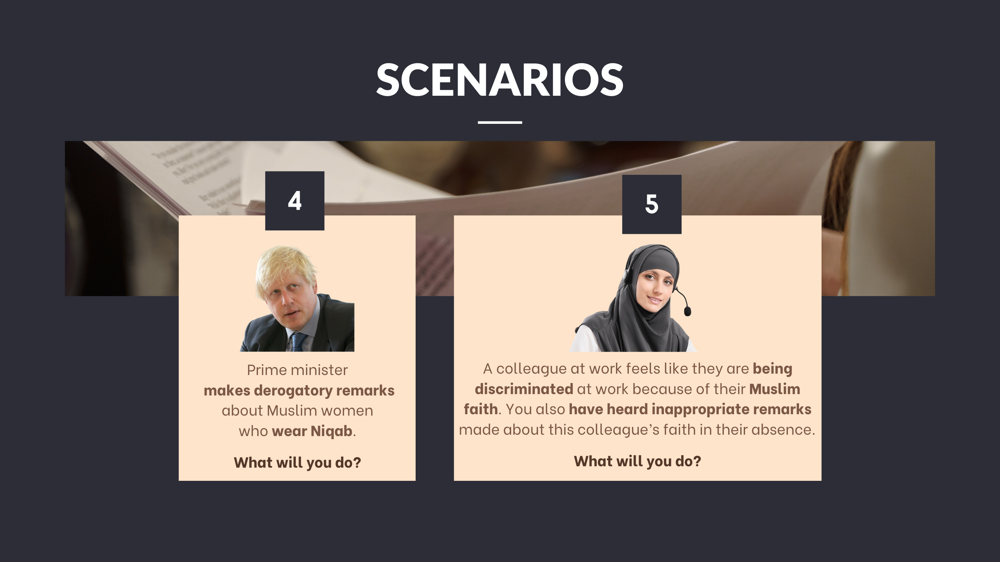 SCENARIOS
4
Prime minister
makes derogatory remarks
about Muslim women
who wear Niqab.
What will you do?
5
A colleague at work feels like they are being
discriminated at work because of their Muslim
faith. You also have heard inappropriate remarks
made about this colleague’s faith in their absence.
What will you do?